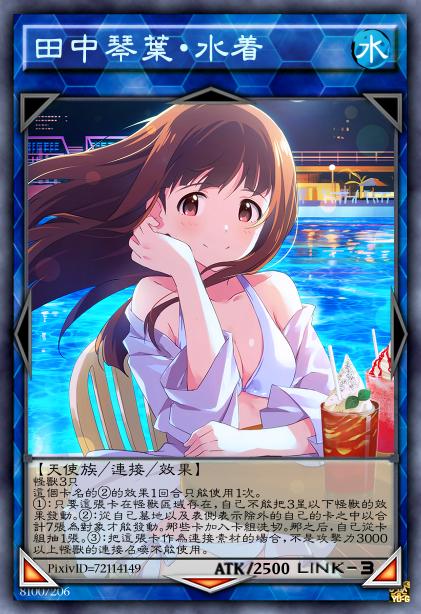 田中琴葉・水着
水
【天使族／連接／效果】
怪獸3只
這個卡名的②的效果1回合只能使用1次。
①：只要這張卡在怪獸區域存在，自己不能把3星以下怪獸的效
果發動。②：從自己墓地以及表側表示除外的自己的卡之中以合
計7張為對象才能發動。那些卡加入卡組洗切。那之後，自己從卡
組抽1張。③：把這張卡作為連接素材的場合，不是攻擊力3000
以上怪獸的連接召喚不能使用。
PixivID=72114149
ATK/2500 LINK-3
8100/206